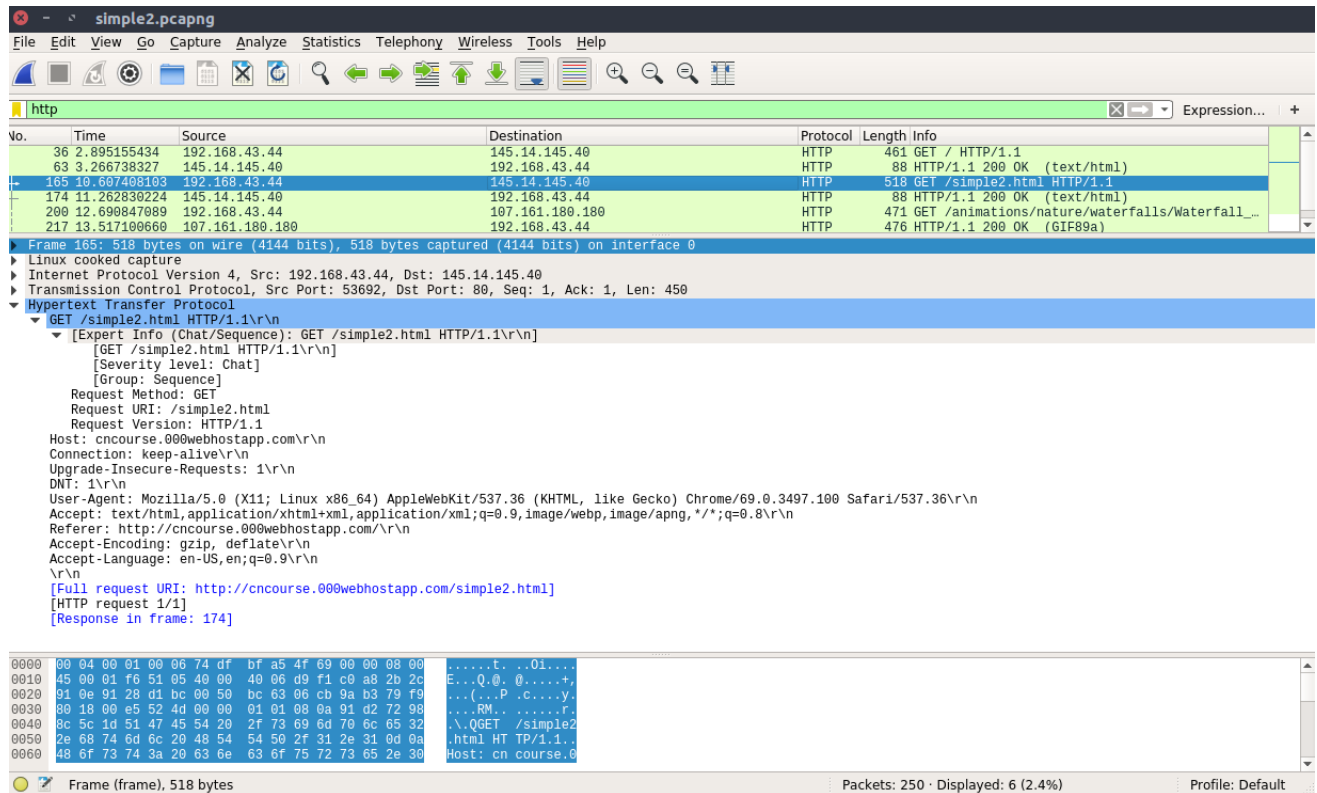 simple2.pcapng
File Edit View Go Capture Analyze Statistics Telephony Wireless Tools Help
http Expression... +
No. Time Source Destination Protocol Length Info
36 2.895155434 192.168.43.44 145.14.145.40 HTTP 461 GET / HTTP/1.1
63 3.266738327 145.14.145.40 192.168.43.44 HTTP 88 HTTP/1.1 200 OK (text/html)
165 10.607408103 192.168.43.44 145.14.145.40 HTTP 518 GET /simple2.html HTTP/1.1
174 11.262830224 145.14.145.40 192.168.43.44 HTTP 88 HTTP/1.1 200 OK (text/html)
200 12.690847089 192.168.43.44 107.161.180.180 HTTP 471 GET /animations/nature/waterfalls/Waterfall_…
217 13.517100660 107.161.180.180 192.168.43.44 HTTP 476 HTTP/1.1 200 OK (GIF89a)
Frame 165: 518 bytes on wire (4144 bits), 518 bytes captured (4144 bits) on interface 0
Linux cooked capture
Internet Protocol Version 4, Src: 192.168.43.44, Dst: 145.14.145.40
Transmission Control Protocol, Src Port: 53692, Dst Port: 80, Seq: 1, Ack: 1, Len: 450
Hypertext Transfer Protocol
GET /simple2.html HTTP/1.1\r\n
[Expert Info (Chat/Sequence): GET /simple2.html HTTP/1.1\r\n]
[GET /simple2.html HTTP/1.1\r\n]
[Severity level: Chat]
[Group: Sequence]
Request Method: GET
Request URI: /simple2.html
Request Version: HTTP/1.1
Host: cncourse.000webhostapp.com\r\n
Connection: keep-alive\r\n
Upgrade-Insecure-Requests: 1\r\n
DNT: 1\r\n
User-Agent: Mozilla/5.0 (X11; Linux x86_64) AppleWebKit/537.36 (KHTML, like Gecko) Chrome/69.0.3497.100 Safari/537.36\r\n
Accept: text/html,application/xhtml+xml,application/xml;q=0.9,image/webp,image/apng,*/*;q=0.8\r\n
Referer: http://cncourse.000webhostapp.com/\r\n
Accept-Encoding: gzip, deflate\r\n
Accept-Language: en-US,en;q=0.9\r\n
\r\n
[Full request URI: http://cncourse.000webhostapp.com/simple2.html]
[HTTP request 1/1]
[Response in frame: 174]
0000 00 04 00 01 00 06 74 df bf a5 4f 69 00 00 08 00 ......t. ..Oi....
0010 45 00 01 f6 51 05 40 00 40 06 d9 f1 c0 a8 2b 2c E...Q.@. @.....+,
0020 91 0e 91 28 d1 bc 00 50 bc 63 06 cb 9a b3 79 f9 ...(...P .c....y.
0030 80 18 00 e5 52 4d 00 00 01 01 08 0a 91 d2 72 98 ....RM.. ......r.
0040 8c 5c 1d 51 47 45 54 20 2f 73 69 6d 70 6c 65 32 .\.QGET /simple2
0050 2e 68 74 6d 6c 20 48 54 54 50 2f 31 2e 31 0d 0a .html HT TP/1.1..
0060 48 6f 73 74 3a 20 63 6e 63 6f 75 72 73 65 2e 30 Host: cn course.0
Frame (frame), 518 bytes Packets: 250 · Displayed: 6 (2.4%) Profile: Default